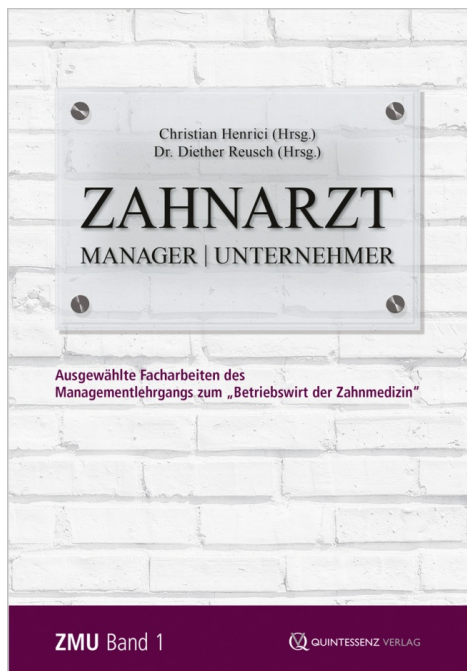 Christian Henrici (Hrsg.)
Dr. Diether Reusch (Hrsg.)
ZAHNARZT
MANAGER | UNTERNEHMER
Ausgewählte Facharbeiten des
Managementlehrgangs zum „Betriebswirt der Zahnmedizin“
ZMU Band 1
QUINTESSENZ VERLAG